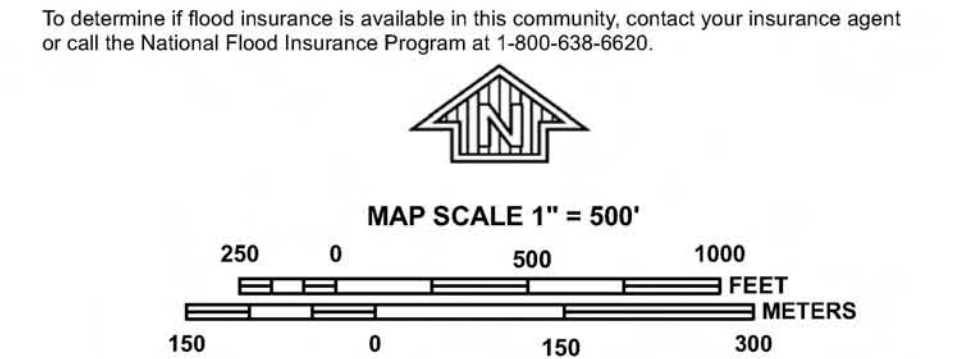 To determine if flood insurance is available in this community, contact your insurance agent
or call the National Flood Insurance Program at 1-800-638-6620.
N
MAP SCALE 1" = 500'
250 0 500 1000
FEET
METERS
150 0 150 300